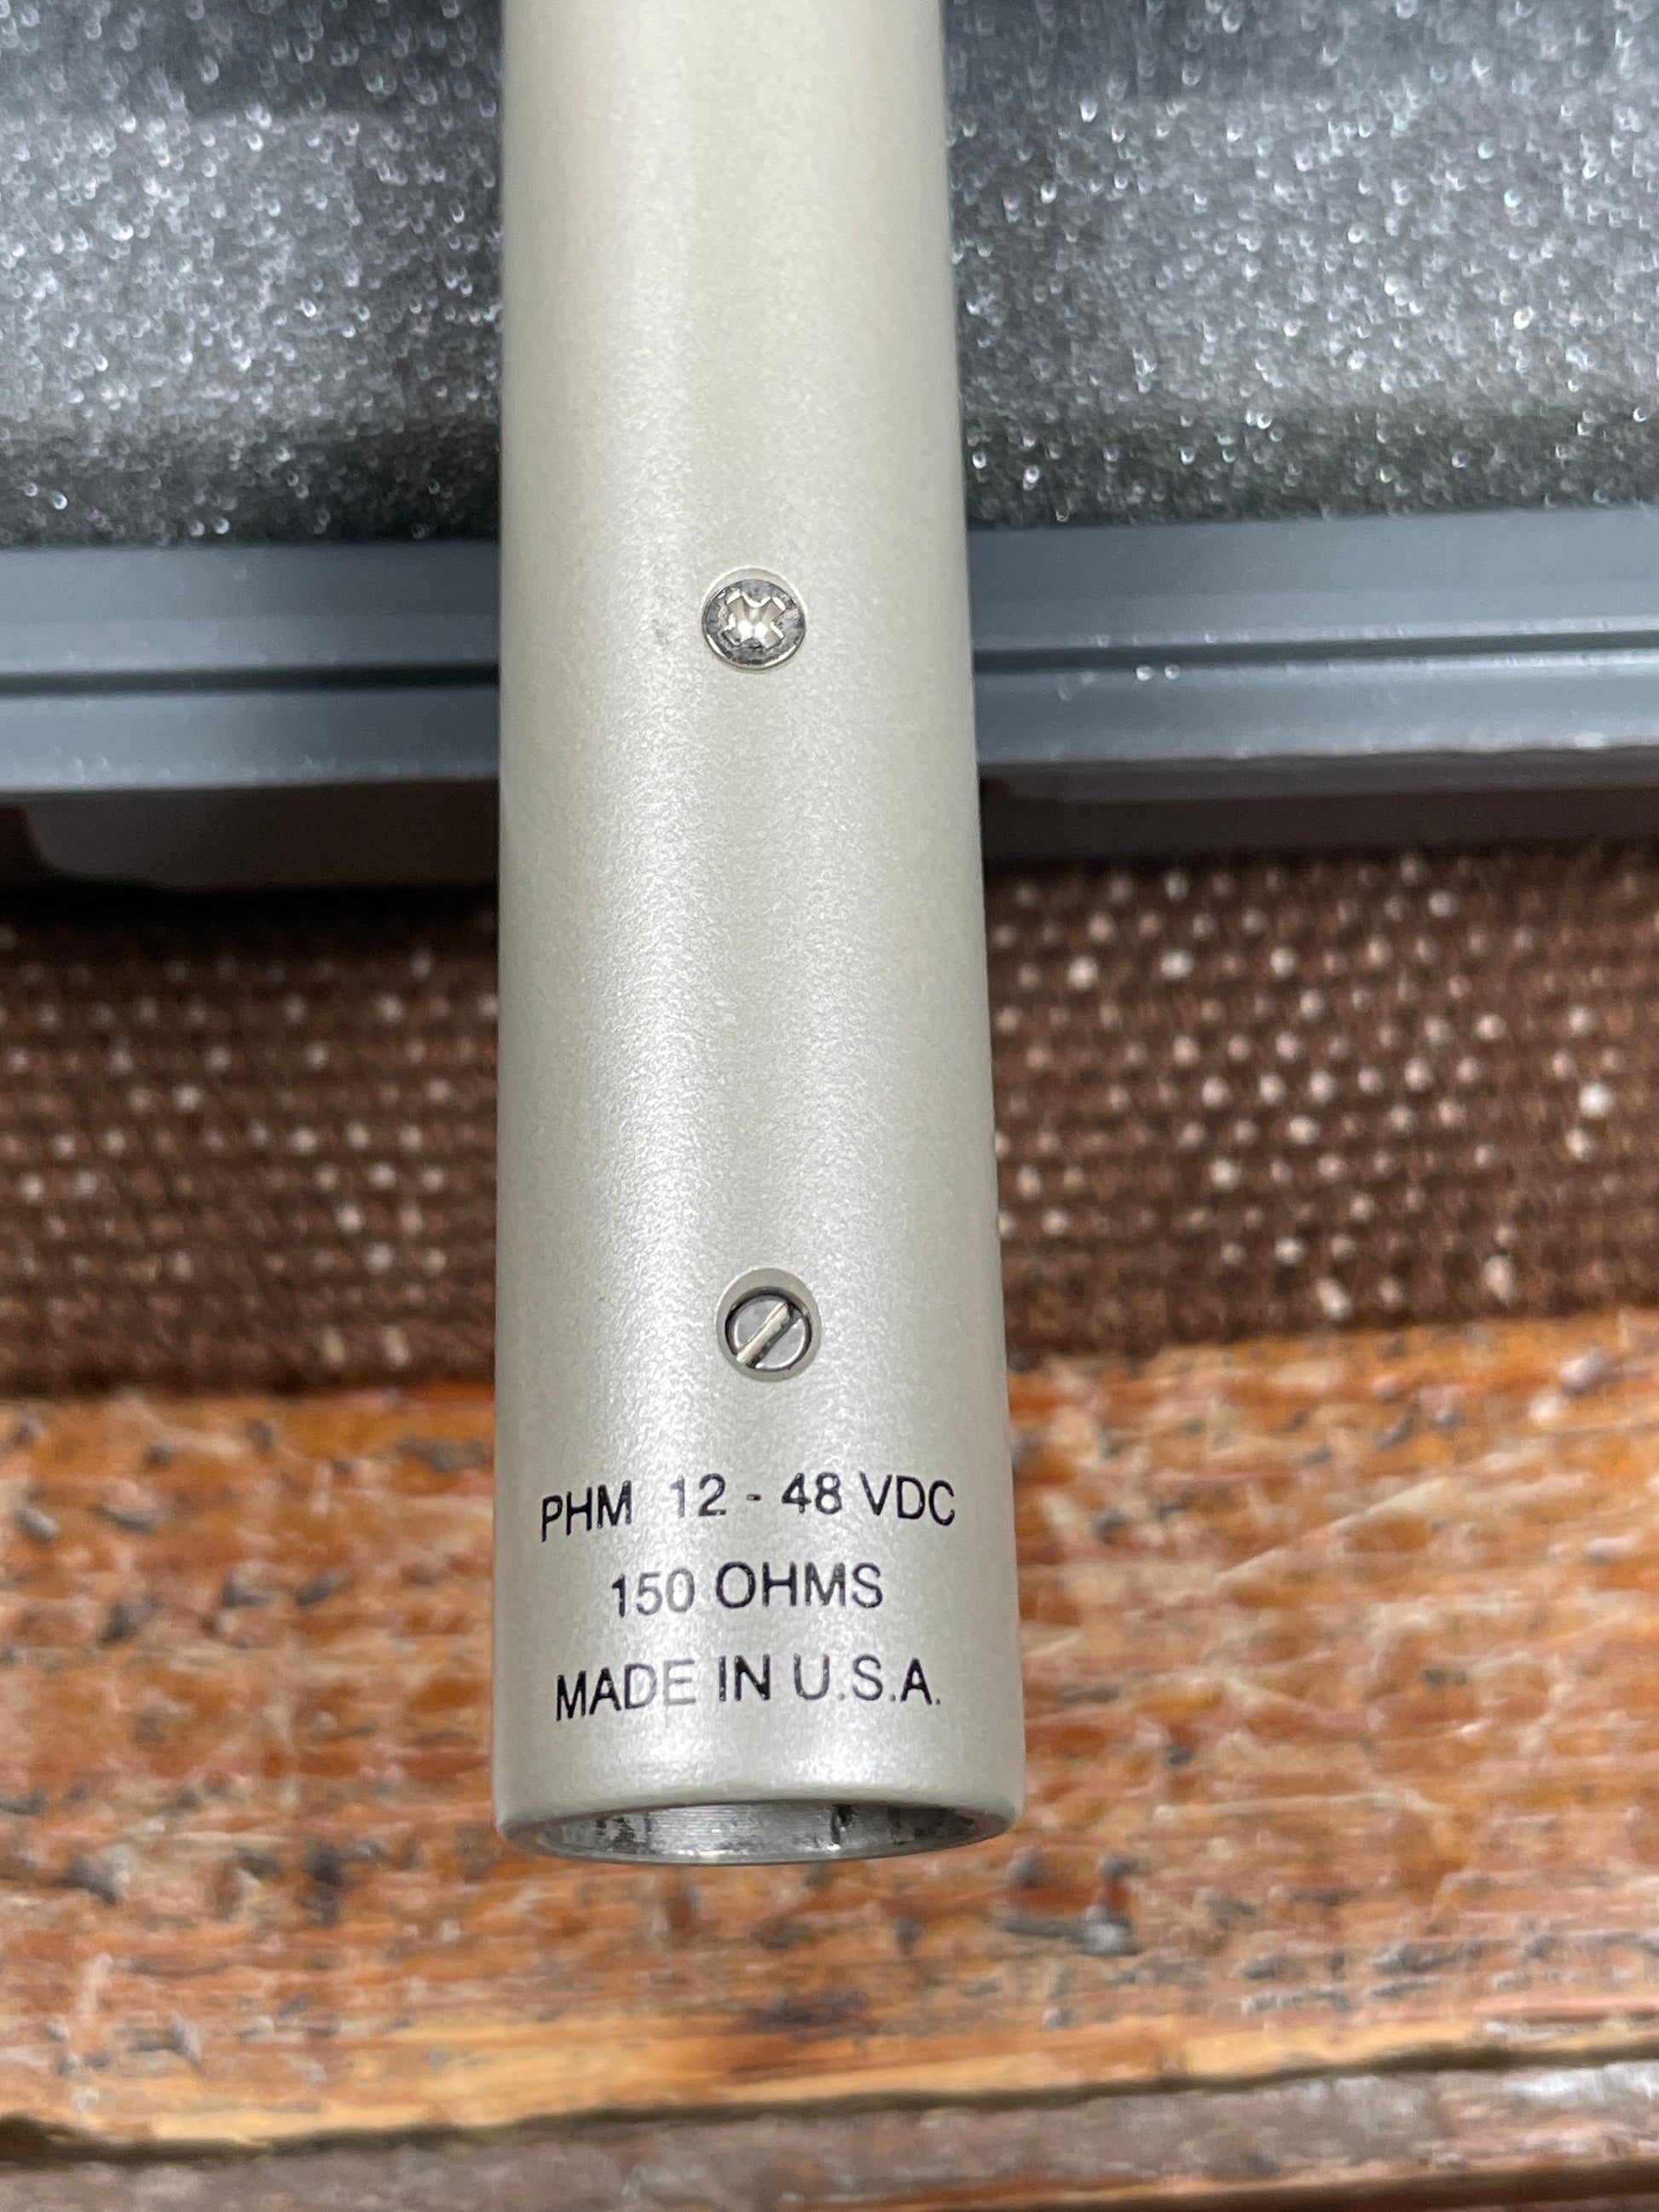 PHM 12 - 48 VDC
150 OHMS
MADE IN U.S.A.